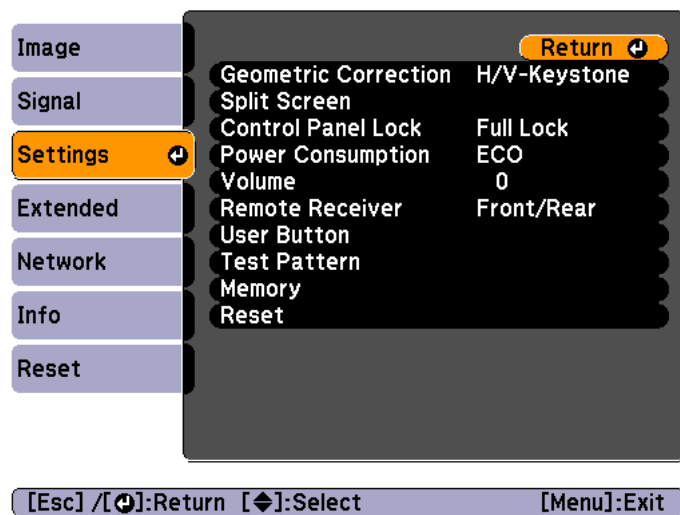 Image
Signal
Settings
Extended
Network
Info
Reset
Return
Geometric Correction H/V-Keystone
Split Screen
Control Panel Lock Full Lock
Power Consumption ECO
Volume 0
Remote Receiver Front/Rear
User Button
Test Pattern
Memory
Reset
[Esc] /[⏎]:Return [◆]:Select [Menu]:Exit